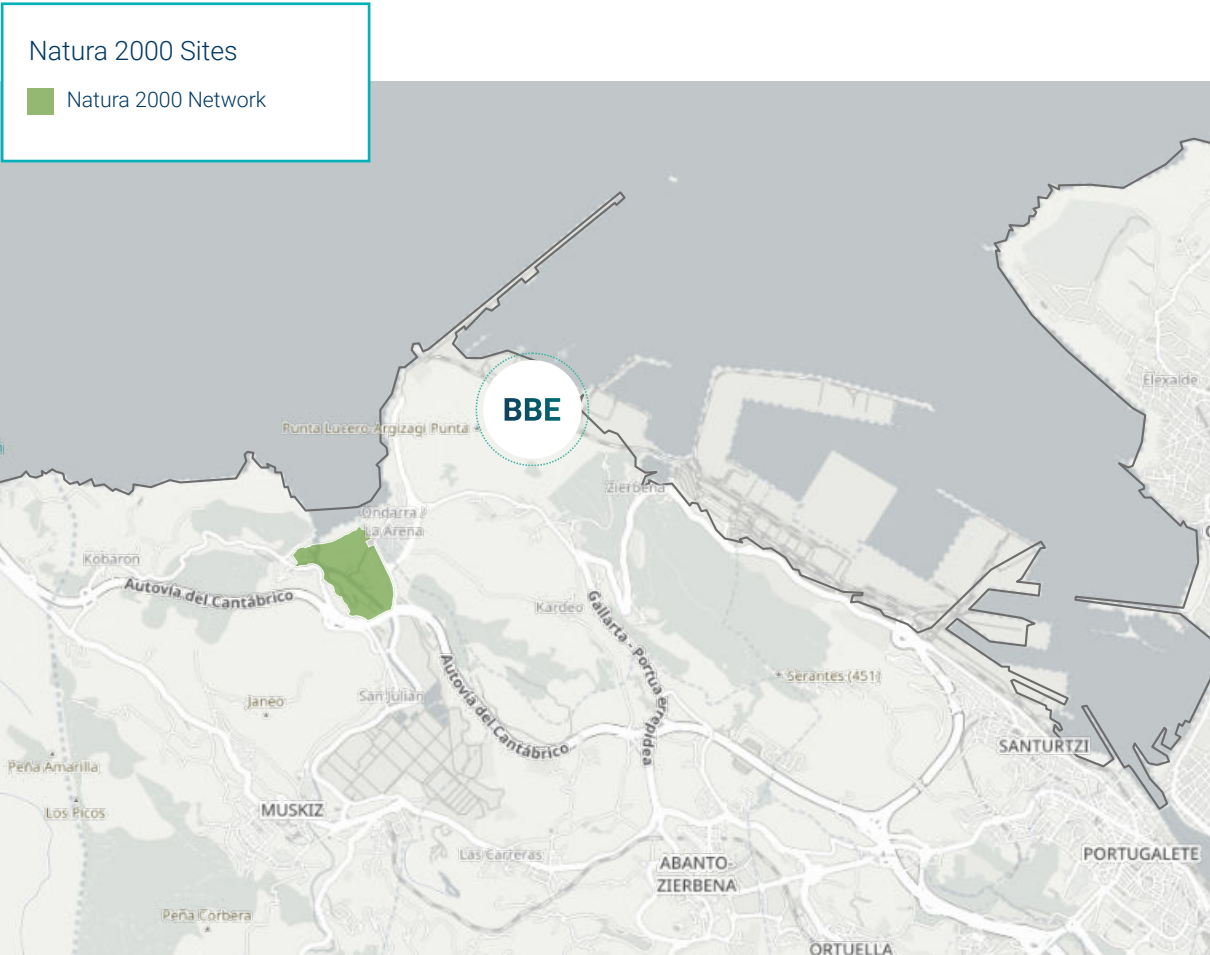 Natura 2000 Sites
Natura 2000 Network
Elexalde
BBE
Punta Lucero/Argizagi Punta
Zierbena
Ondarra /
La Arena
Kobaron
Autovía del Cantábrico
Kardeo
Gallarta - Portua errepidea
Serantes (451)
Autovía del Cantábrico
San Julián
Janeo
SANTURTZI
Peña Amarilla
Los Picos
MUSKIZ
Las Carreras
ABANTO-
ZIERBENA
PORTUGALETE
Peña Corbera
ORTUELLA